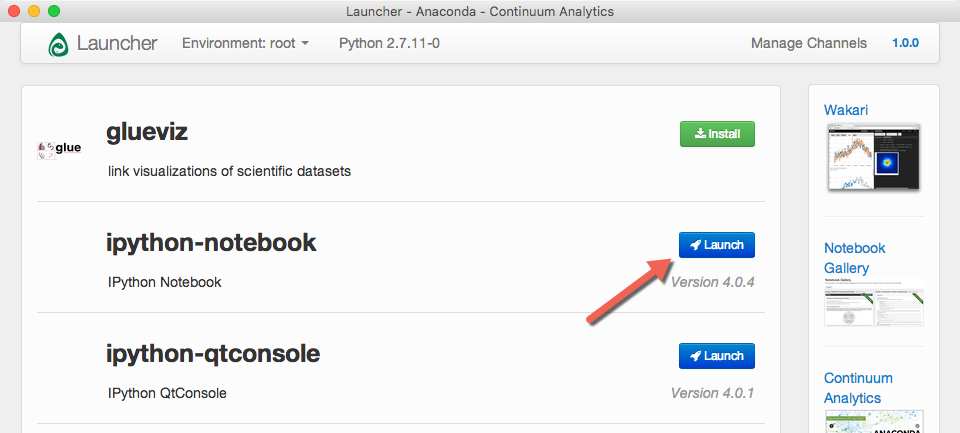 Launcher - Anaconda - Continuum Analytics
Launcher Environment: root Python 2.7.11-0 Manage Channels 1.0.0
glue
glueviz
Install
link visualizations of scientific datasets
ipython-notebook
Launch
IPython Notebook
Version 4.0.4
ipython-qtconsole
Launch
IPython QtConsole
Version 4.0.1
Wakari
Notebook
Gallery
Notebook Gallery
Continuum
Analytics
ANACONDA